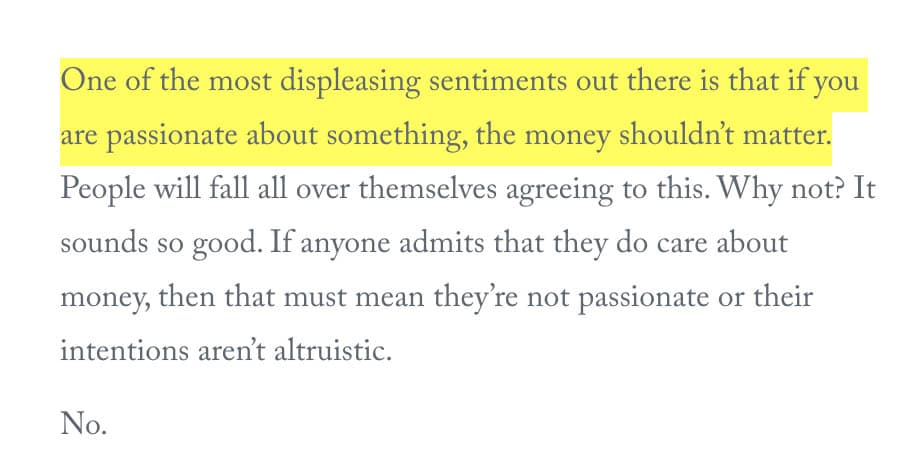 One of the most displeasing sentiments out there is that if you
are passionate about something, the money shouldn’t matter.
People will fall all over themselves agreeing to this. Why not? It
sounds so good. If anyone admits that they do care about
money, then that must mean they’re not passionate or their
intentions aren’t altruistic.
No.